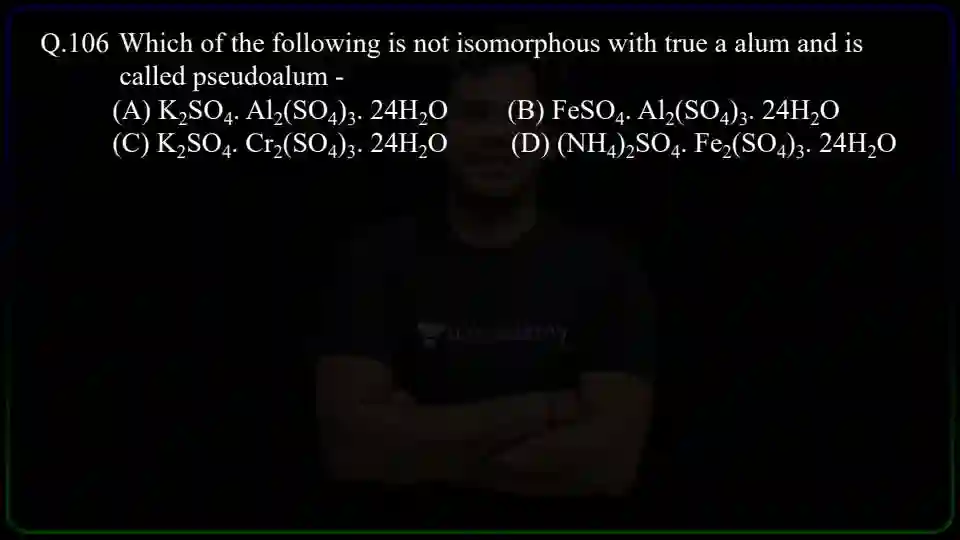 Q.106 Which of the following is not isomorphous with true a alum and is
called pseudoalum -
(A) K₂SO₄. Al₂(SO₄)₃. 24H₂O (B) FeSO₄. Al₂(SO₄)₃. 24H₂O
(C) K₂SO₄. Cr₂(SO₄)₃. 24H₂O (D) (NH₄)₂SO₄. Fe₂(SO₄)₃. 24H₂O